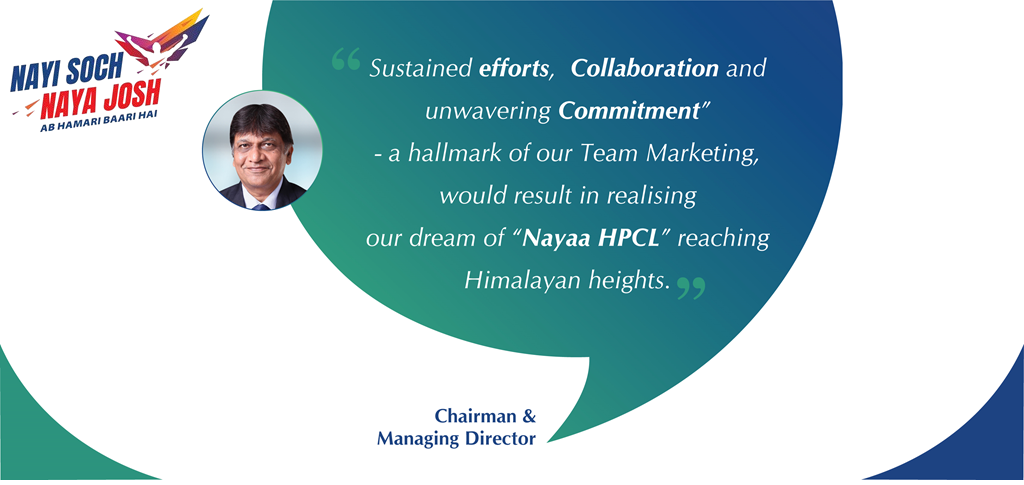 NAYI SOCH
NAYA JOSH
AB HAMARI BAARI HAI
“ Sustained efforts, Collaboration and
unwavering Commitment”
- a hallmark of our Team Marketing,
would result in realising
our dream of “Nayaa HPCL” reaching
Himalayan heights. ”
Chairman &
Managing Director